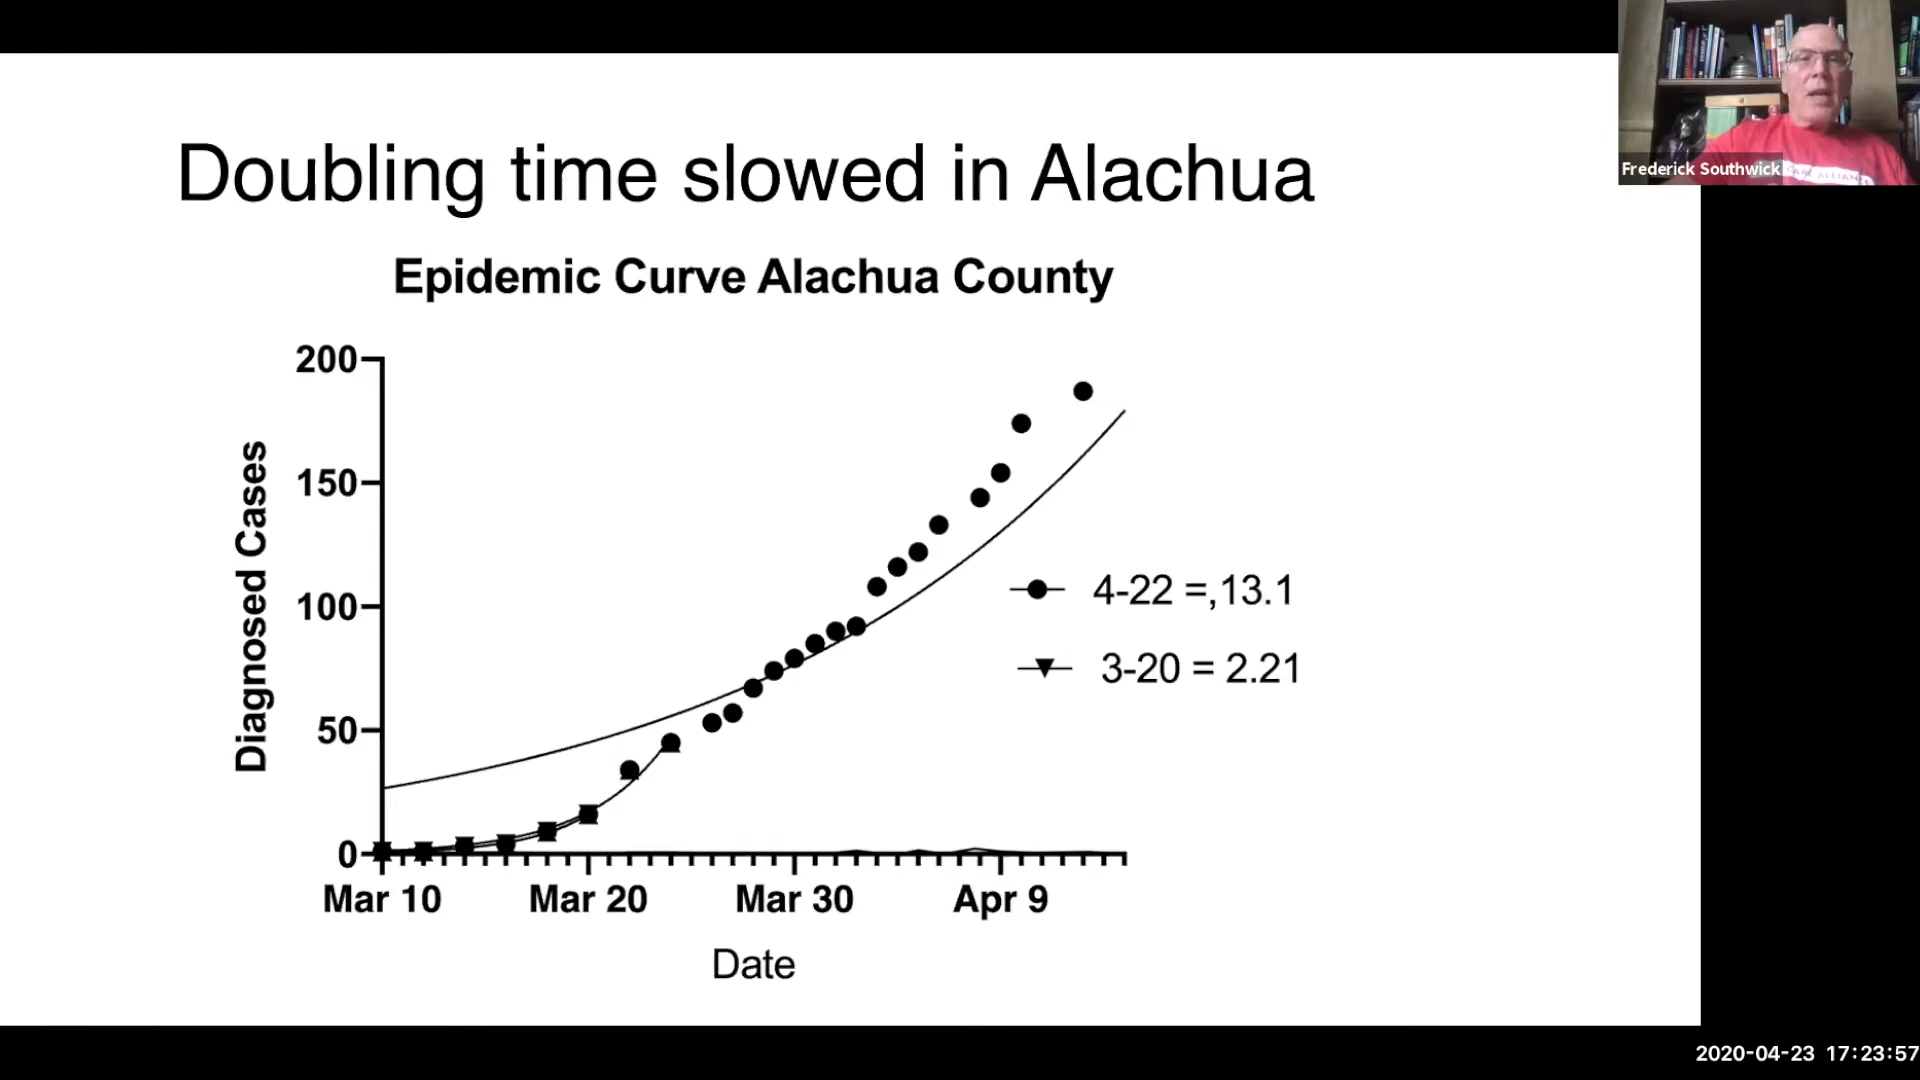 Doubling time slowed in Alachua
Epidemic Curve Alachua County
Diagnosed Cases
200
150
100
50
0
Mar 10 Mar 20 Mar 30 Apr 9
Date
4-22 =,13.1
3-20 = 2.21
Frederick Southwick
2020-04-23 17:23:57